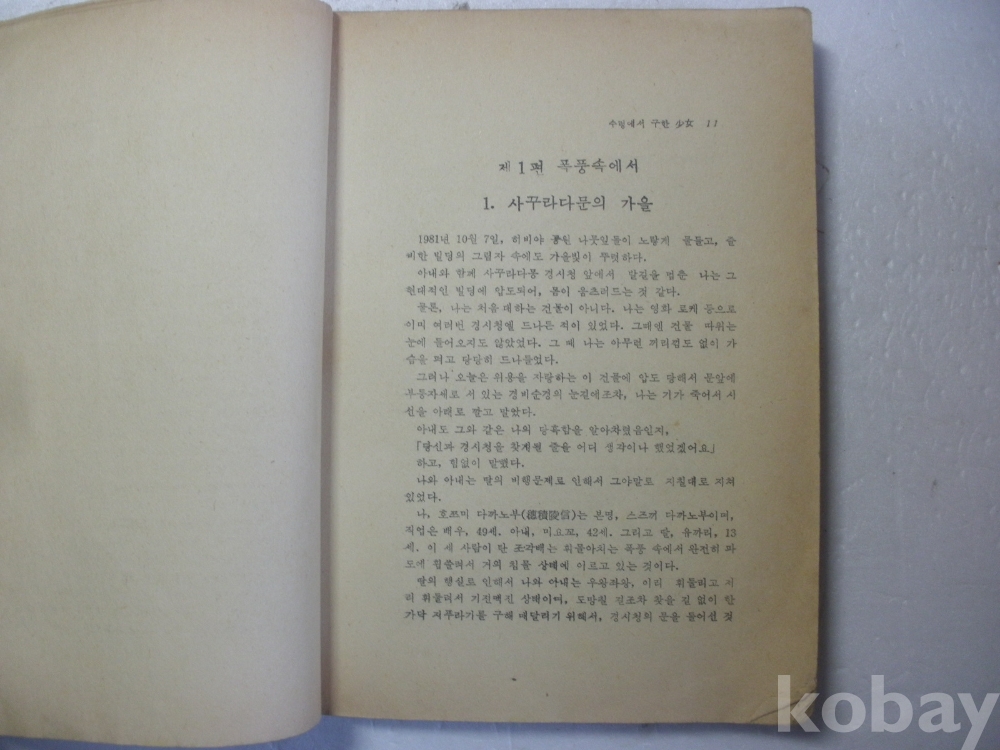 수렁에서 구한 少女 11
제1편 폭풍속에서
1. 사꾸라다문의 가을
1981년 10월 7일, 히비야 공원 나뭇잎들이 노랗게 물들고, 즐
비한 빌딩의 그림자 속에도 가을빛이 뚜렷하다.
아내와 함께 사꾸라다몽 경시청 앞에서 발길을 멈춘 나는 그
현대적인 빌딩에 압도되어, 몸이 움츠러드는 것 같다.
물론, 나는 처음 대하는 건물이 아니다. 나는 영화 로케 등으로
이미 여러번 경시청엘 드나든 적이 있었다. 그때엔 건물 따위는
눈에 들어오지도 않았었다. 그 때 나는 아무런 꺼리낌도 없이 가
슴을 펴고 당당히 드나들었다.
그러나 오늘은 위용을 자랑하는 이 건물에 압도 당해서 문앞에
부동자세로 서 있는 경비순경의 눈길에조차, 나는 기가 죽어서 시
선을 아래로 깔고 말았다.
아내도 그와 같은 나의 당혹함을 알아차렸음인지,
「당신과 경시청을 찾게될 줄을 어디 생각이나 했었겠어요」
하고, 힘없이 말했다.
나와 아내는 딸의 비행문제로 인해서 그야말로 지칠대로 지쳐
있었다.
나, 호즈미 다까노부(穗積隆信)는 본명, 스즈끼 다까노부이며,
직업은 배우, 49세. 아내, 미요꼬, 42세. 그리고 딸, 유까리, 13
세. 이 세 사람이 탄 조각배는 휘몰아치는 폭풍 속에서 완전히 파
도에 휩쓸려서 거의 침몰 상태에 이르고 있는 것이다.
딸의 행실로 인해서 나와 아내는 우왕좌왕, 이리 휘둘리고 저
리 휘둘려서 기진맥진 상태이며, 도망칠 길조차 찾을 길 없이 한
가닥 지푸라기를 구해 매달리기 위해서, 경시청의 문을 들어선 것
kobay